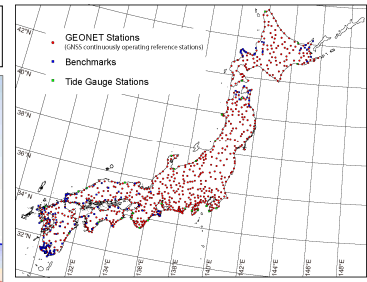 GEONET Stations
(GNSS continuously operating reference stations)
Benchmarks
Tide Gauge Stations
42°N
40°N
38°N
36°N
34°N
32°N
132°E
134°E
136°E
138°E
140°E
142°E
144°E
146°E
148°E